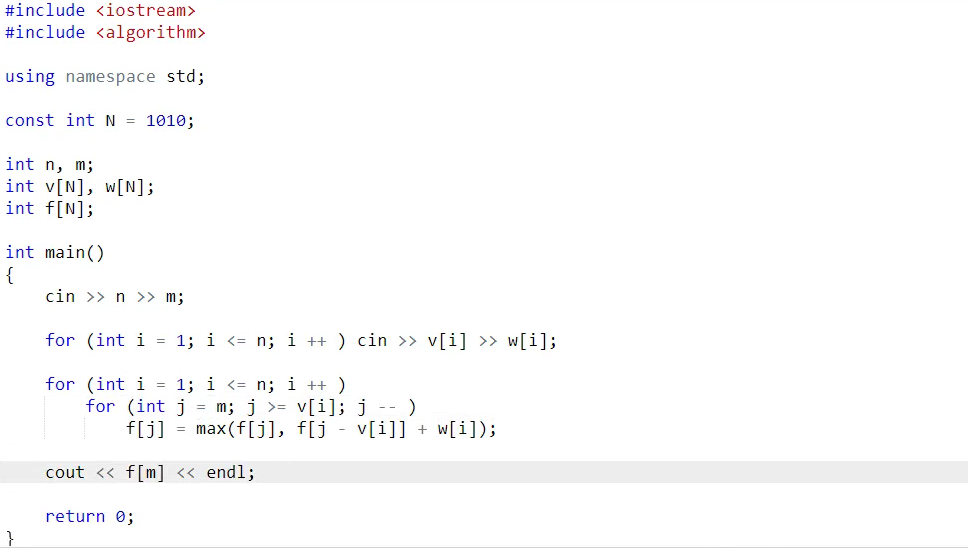 #include <iostream>
#include <algorithm>
using namespace std;
const int N = 1010;
int n, m;
int v[N], w[N];
int f[N];
int main()
{
    cin >> n >> m;
    for (int i = 1; i <= n; i ++ ) cin >> v[i] >> w[i];
    for (int i = 1; i <= n; i ++ )
        for (int j = m; j >= v[i]; j -- )
            f[j] = max(f[j], f[j - v[i]] + w[i]);
    cout << f[m] << endl;
    return 0;
}